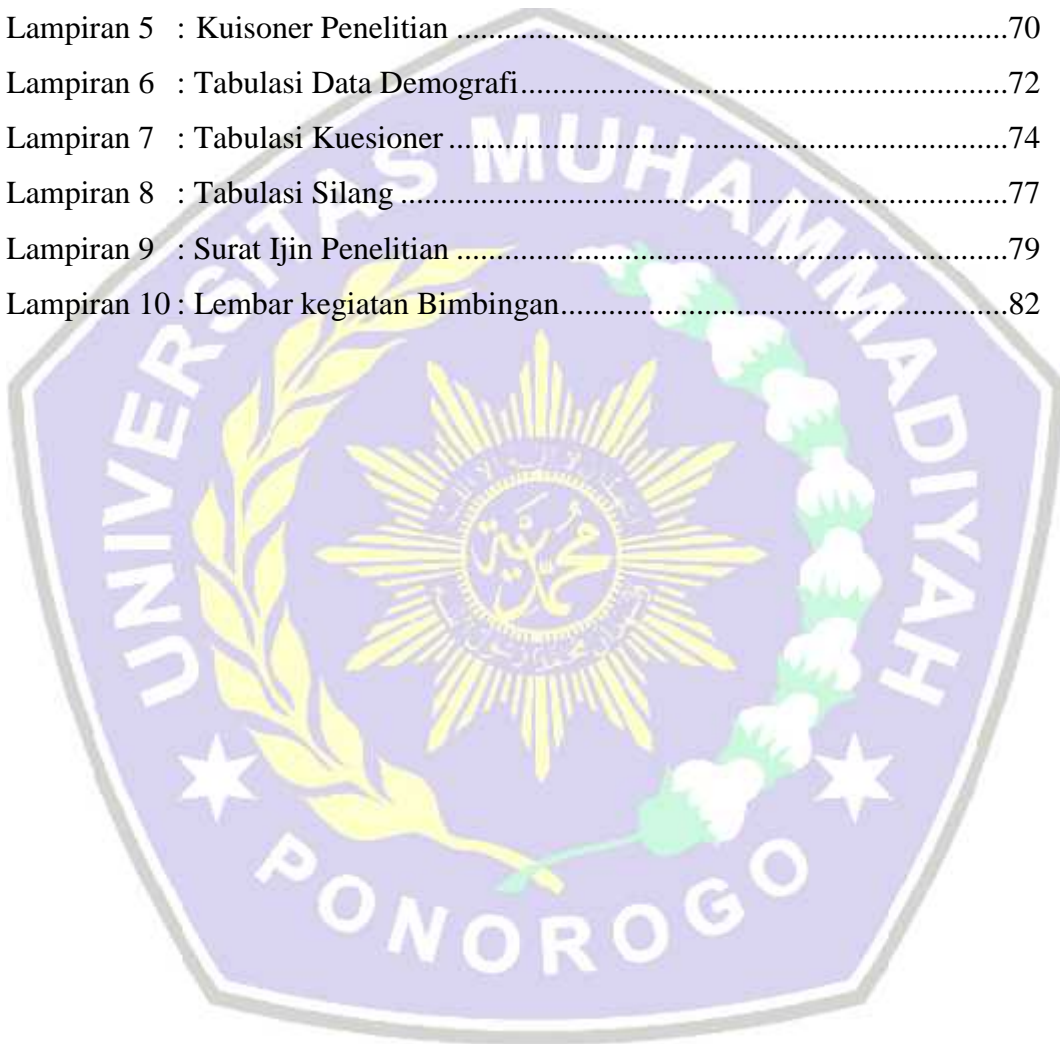 Lampiran 5 : Kuisoner Penelitian ........................................................................70
Lampiran 6 : Tabulasi Data Demografi................................................................72
Lampiran 7 : Tabulasi Kuesioner .........................................................................74
Lampiran 8 : Tabulasi Silang ...............................................................................77
Lampiran 9 : Surat Ijin Penelitian ........................................................................79
Lampiran 10 : Lembar kegiatan Bimbingan...........................................................82
UNIVERSITAS MUHAMMADIYAH
محمدية
PONOROGO